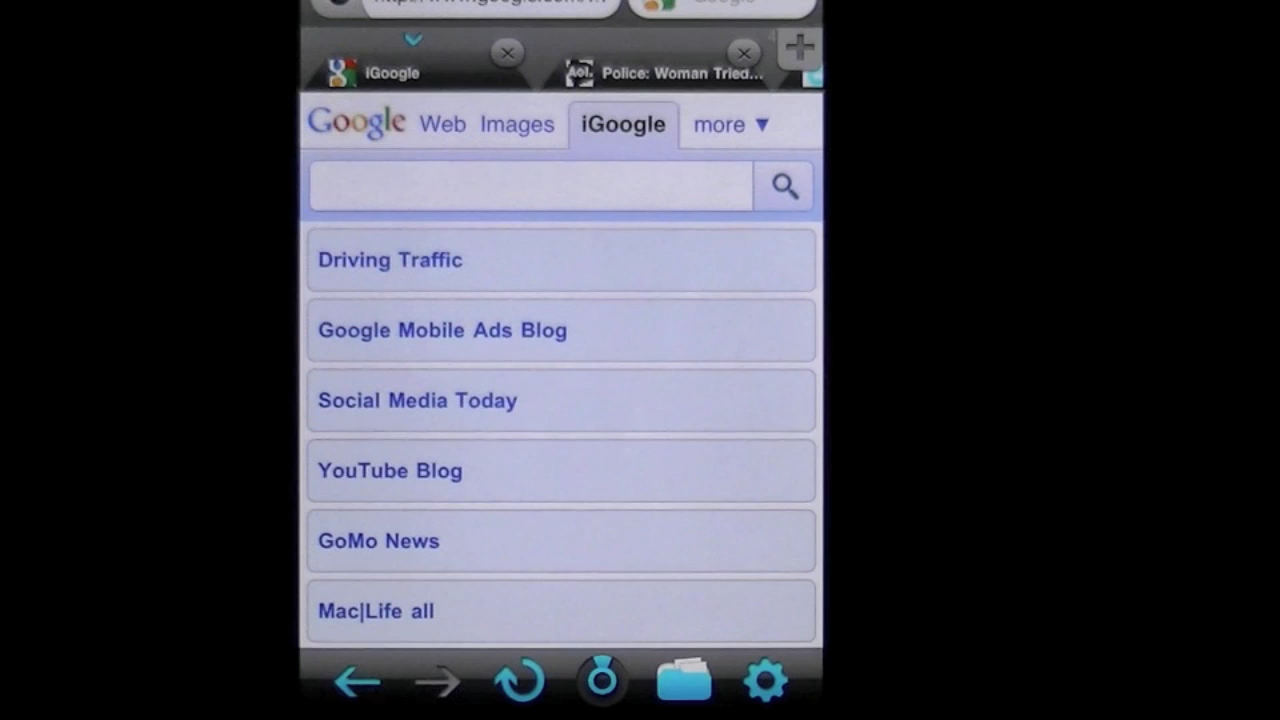 iGoogle
Police: Woman Tried...
Aol.
Google Web Images iGoogle more ▼
Driving Traffic
Google Mobile Ads Blog
Social Media Today
YouTube Blog
GoMo News
Mac|Life all